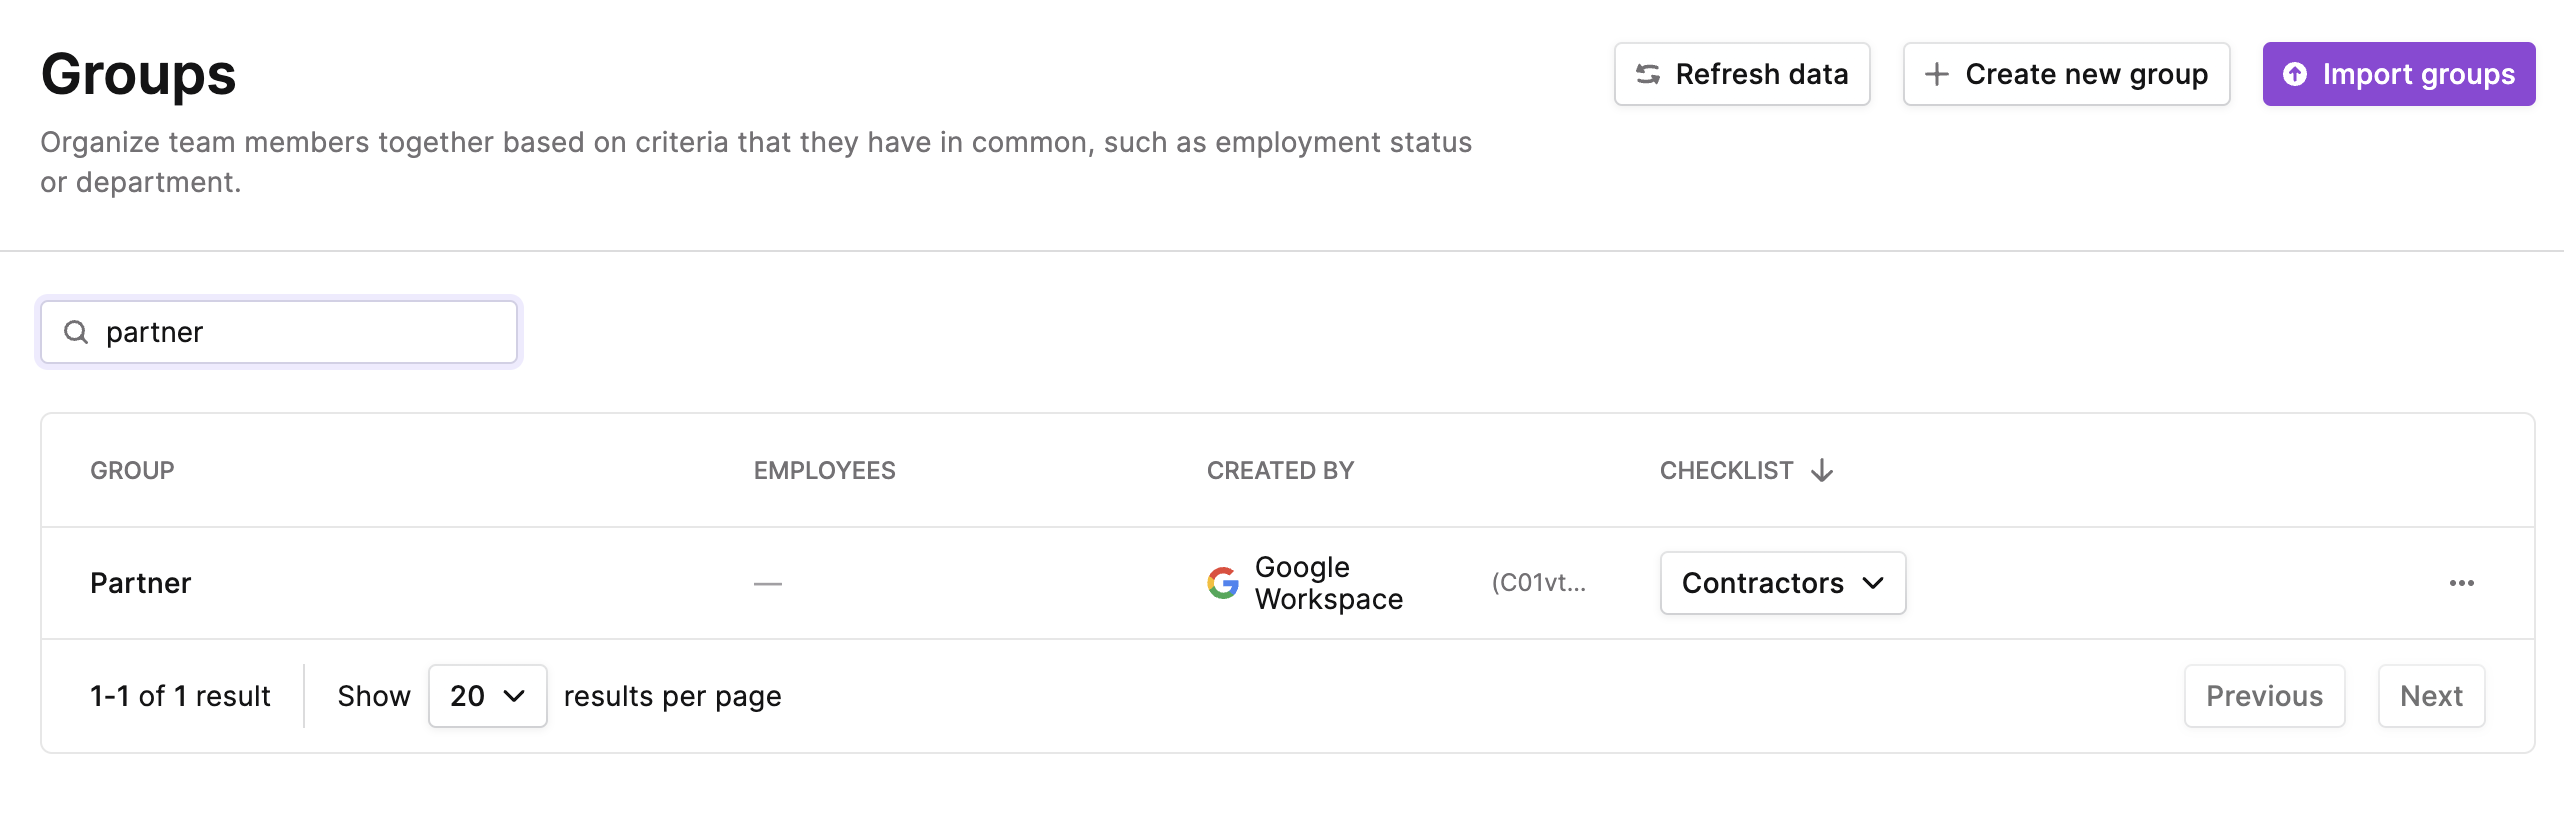 Groups
Refresh data
Create new group
Import groups
Organize team members together based on criteria that they have in common, such as employment status
or department.
partner
GROUP
EMPLOYEES
CREATED BY
CHECKLIST
Partner
—
Google
Workspace
(C01vt...
Contractors
1-1 of 1 result
Show
20
results per page
Previous
Next